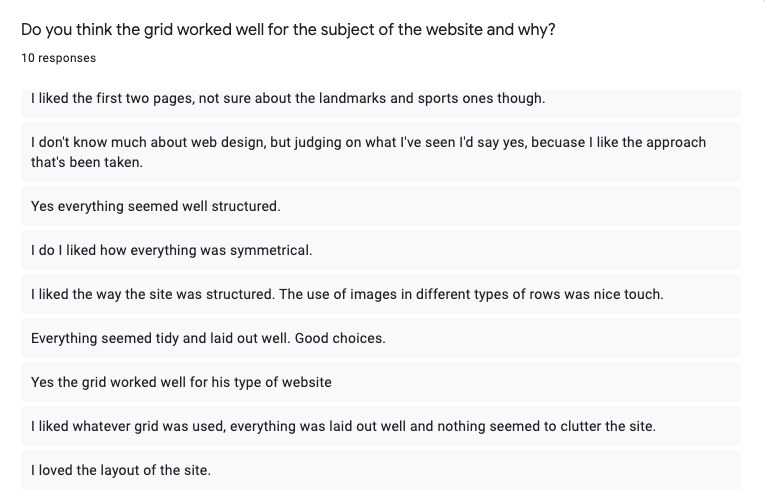 Do you think the grid worked well for the subject of the website and why?
10 responses
I liked the first two pages, not sure about the landmarks and sports ones though.
I don't know much about web design, but judging on what I've seen I'd say yes, becuase I like the approach
that's been taken.
Yes everything seemed well structured.
I do I liked how everything was symmetrical.
I liked the way the site was structured. The use of images in different types of rows was nice touch.
Everything seemed tidy and laid out well. Good choices.
Yes the grid worked well for his type of website
I liked whatever grid was used, everything was laid out well and nothing seemed to clutter the site.
I loved the layout of the site.